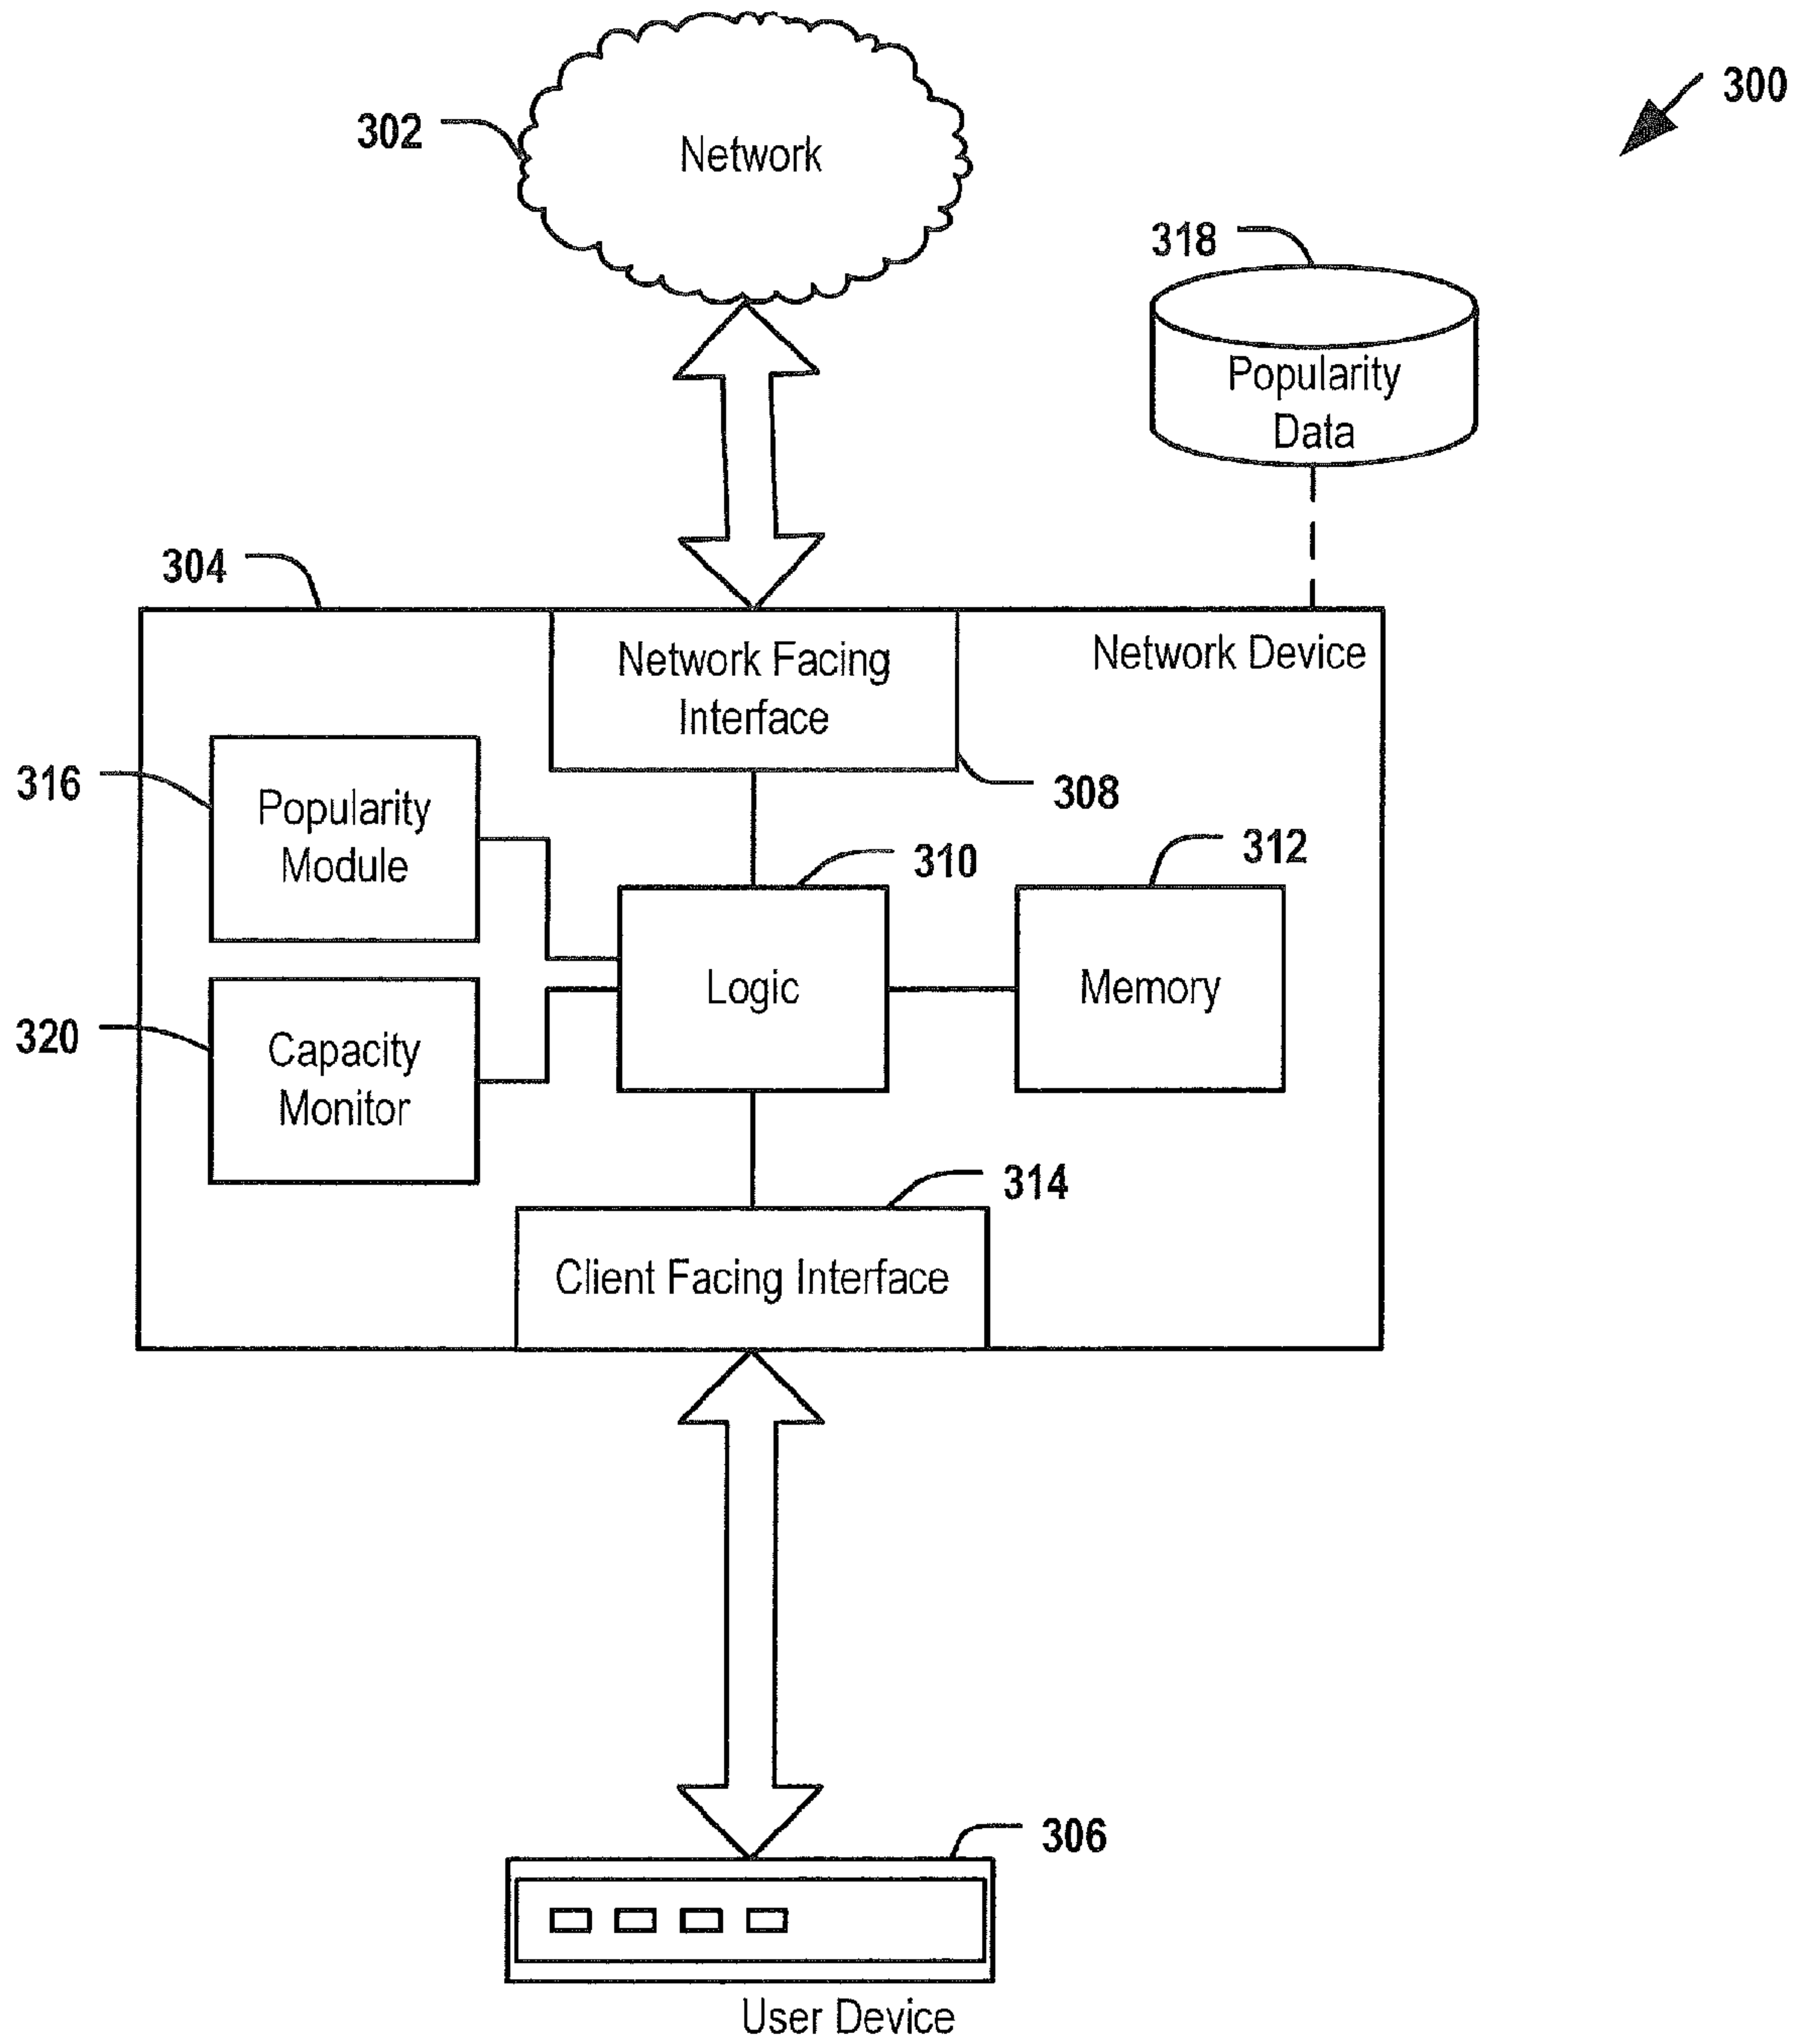 300
302
Network
318
Popularity
Data
304
Network Facing
Interface
Network Device
316
Popularity
Module
308
310
312
Logic
Memory
320
Capacity
Monitor
314
Client Facing Interface
306
User Device